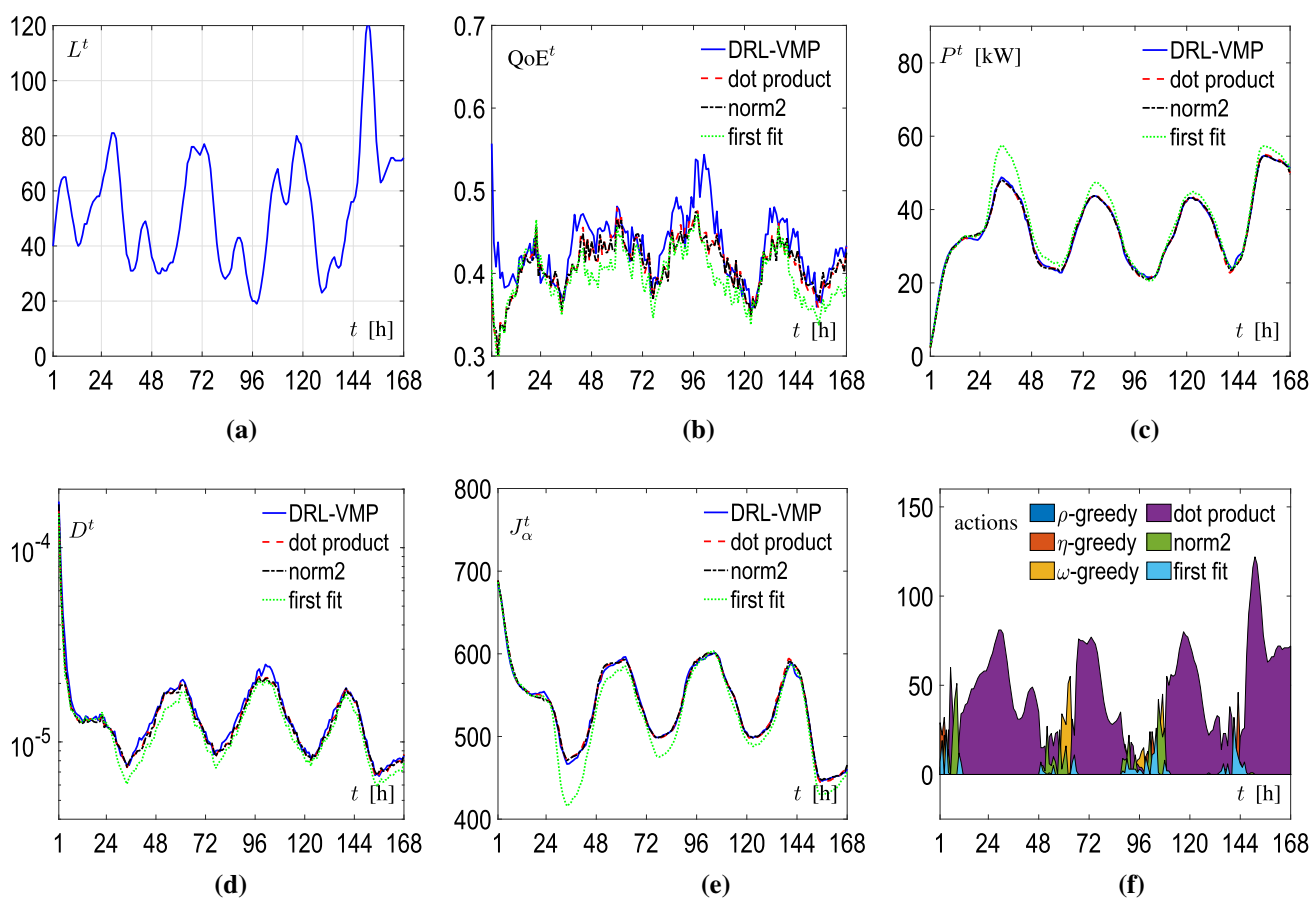 120
100
80
60
40
20
0
L^t
t [h]
1 24 48 72 96 120 144 168
(a)
0.7
0.6
0.5
0.4
0.3
QoE^t
DRL-VMP
dot product
norm2
first fit
t [h]
1 24 48 72 96 120 144 168
(b)
80
60
40
20
0
P^t [kW]
DRL-VMP
dot product
norm2
first fit
t [h]
1 24 48 72 96 120 144 168
(c)
10^-4
10^-5
D^t
DRL-VMP
dot product
norm2
first fit
t [h]
1 24 48 72 96 120 144 168
(d)
800
700
600
500
400
J_α^t
DRL-VMP
dot product
norm2
first fit
t [h]
1 24 48 72 96 120 144 168
(e)
150
100
50
0
actions
ρ-greedy
η-greedy
ω-greedy
dot product
norm2
first fit
t [h]
1 24 48 72 96 120 144 168
(f)